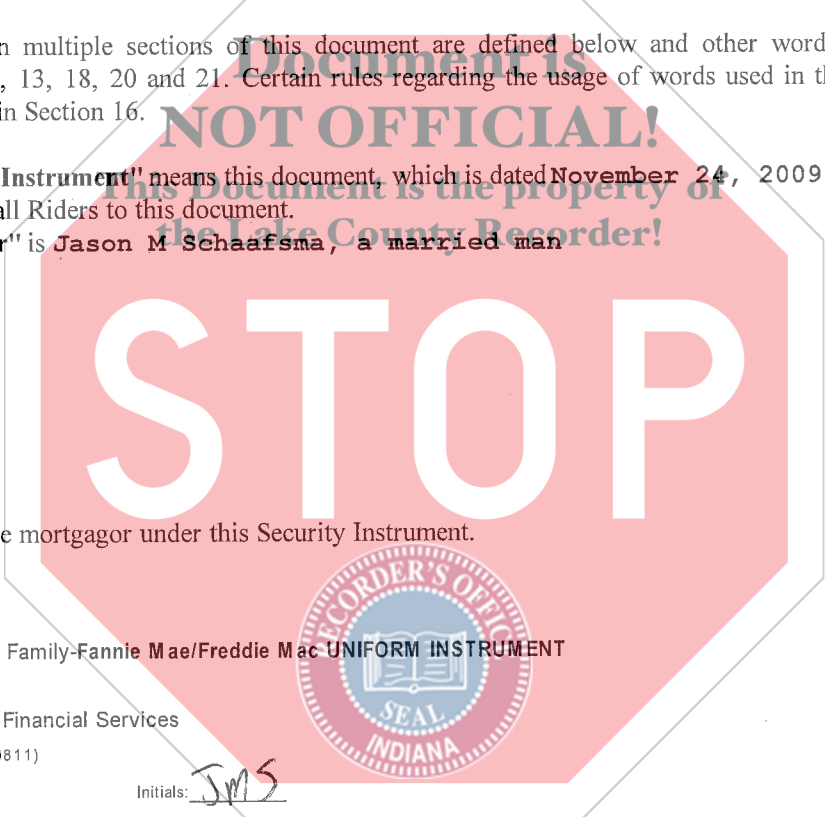 multiple sections of this document are defined below and other
Document is
, 13, 18, 20 and 21. Certain rules regarding the usage of words used in
in Section 16.
NOT OFFICIAL!
Instrument" means this document, which is dated November 24, 2009
This Document is the property of
all Riders to this document.
the Lake County Recorder!
" is Jason M Schaafsma, a married man
STOP
mortgagor under this Security Instrument.
RECORDER'S OFFIC
Family-Fannie Mae/Freddie Mac UNIFORM INSTRUMENT
SEAL
Financial Services
INDIANA
0811)
Initials: JMS